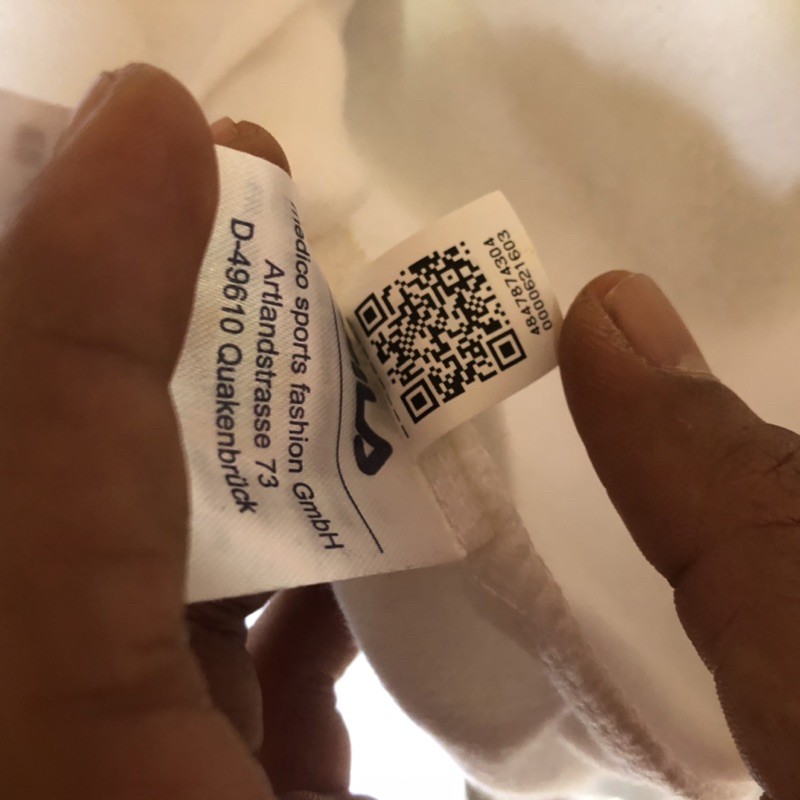 sports fashion GmbH
Artlandstrasse 73
D-49610 Quakenbrück
4847874304
0000621603